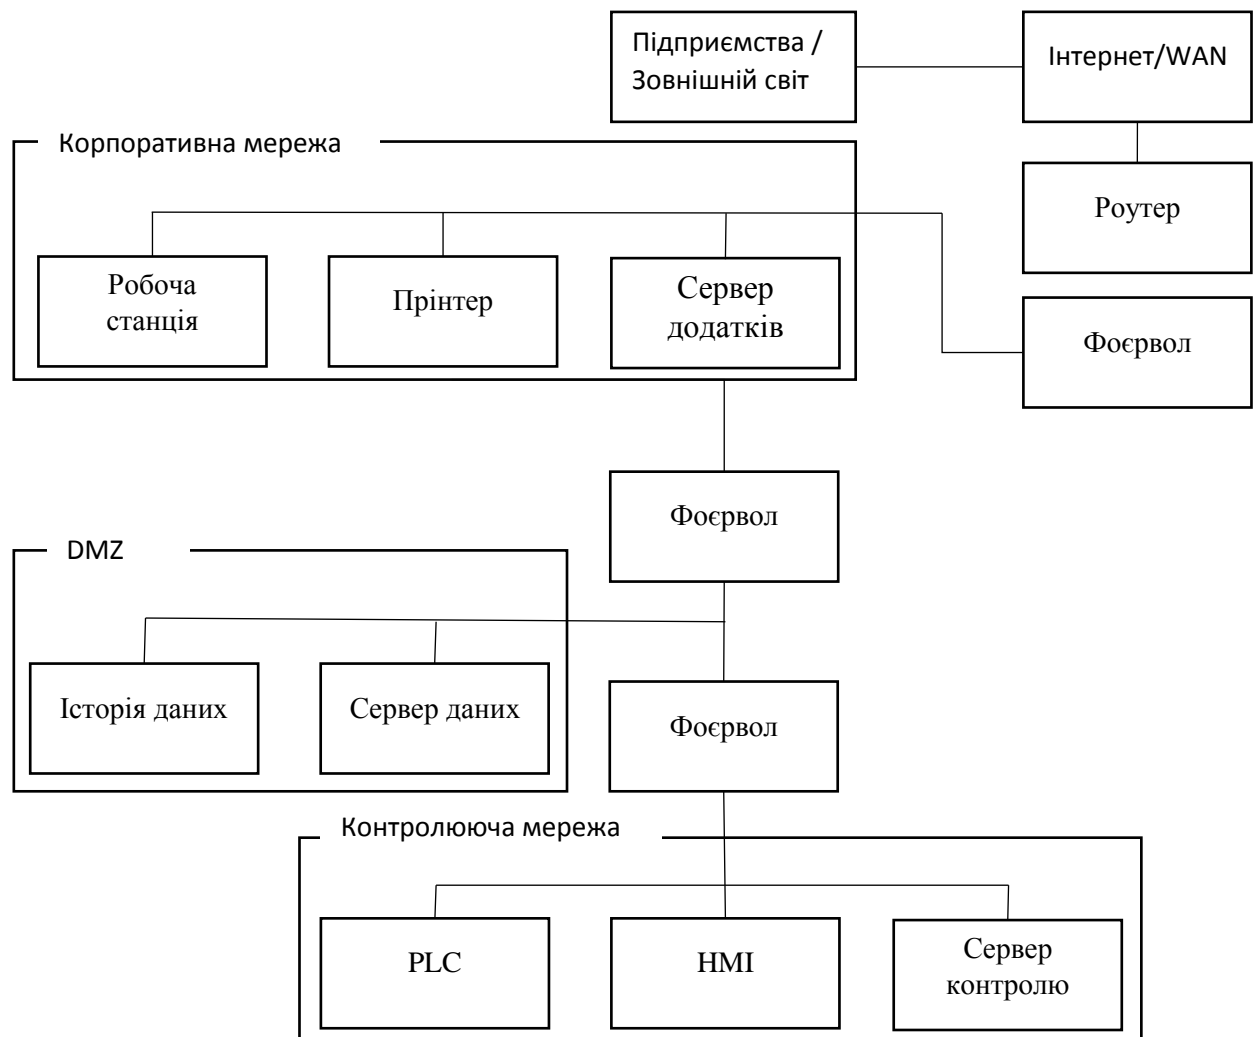 Підприємства /
Зовнішній світ
Інтернет/WAN
Корпоративна мережа
Роутер
Робоча
станція
Прінтер
Сервер
додатків
Фоєрвол
Фоєрвол
DMZ
Історія даних
Сервер даних
Фоєрвол
Контролююча мережа
PLC
HMI
Сервер
контролю